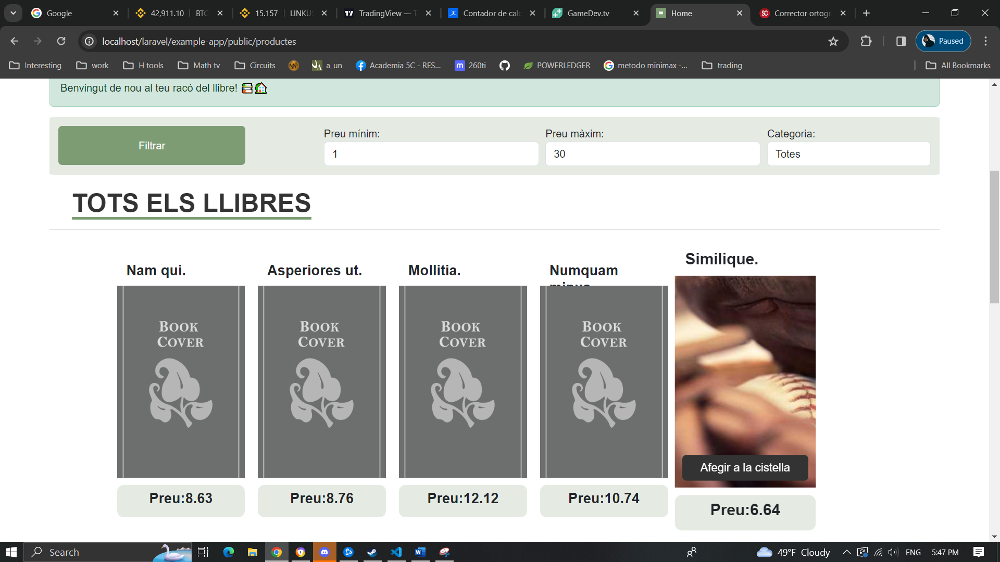 Google
42,911.10 | BTC
15.157 | LINKU
TradingView — T
Contador de calo
GameDev.tv
Home
Corrector ortogr
localhost/laravel/example-app/public/productes
Paused
Interesting
work
H tools
Math tv
Circuits
a_un
Academia 5C - RES...
260ti
POWERLEDGER
metodo minimax -...
trading
All Bookmarks
Benvingut de nou al teu racó del llibre! 📚🏠
Filtrar
Preu mínim:
1
Preu màxim:
30
Categoria:
Totes
TOTS ELS LLIBRES
Nam qui.
BOOK
COVER
Preu:8.63
Asperiores ut.
BOOK
COVER
Preu:8.76
Mollitia.
BOOK
COVER
Preu:12.12
Numquam
BOOK
COVER
Preu:10.74
Similique.
Afegir a la cistella
Preu:6.64
Search
49°F Cloudy
ENG
5:47 PM